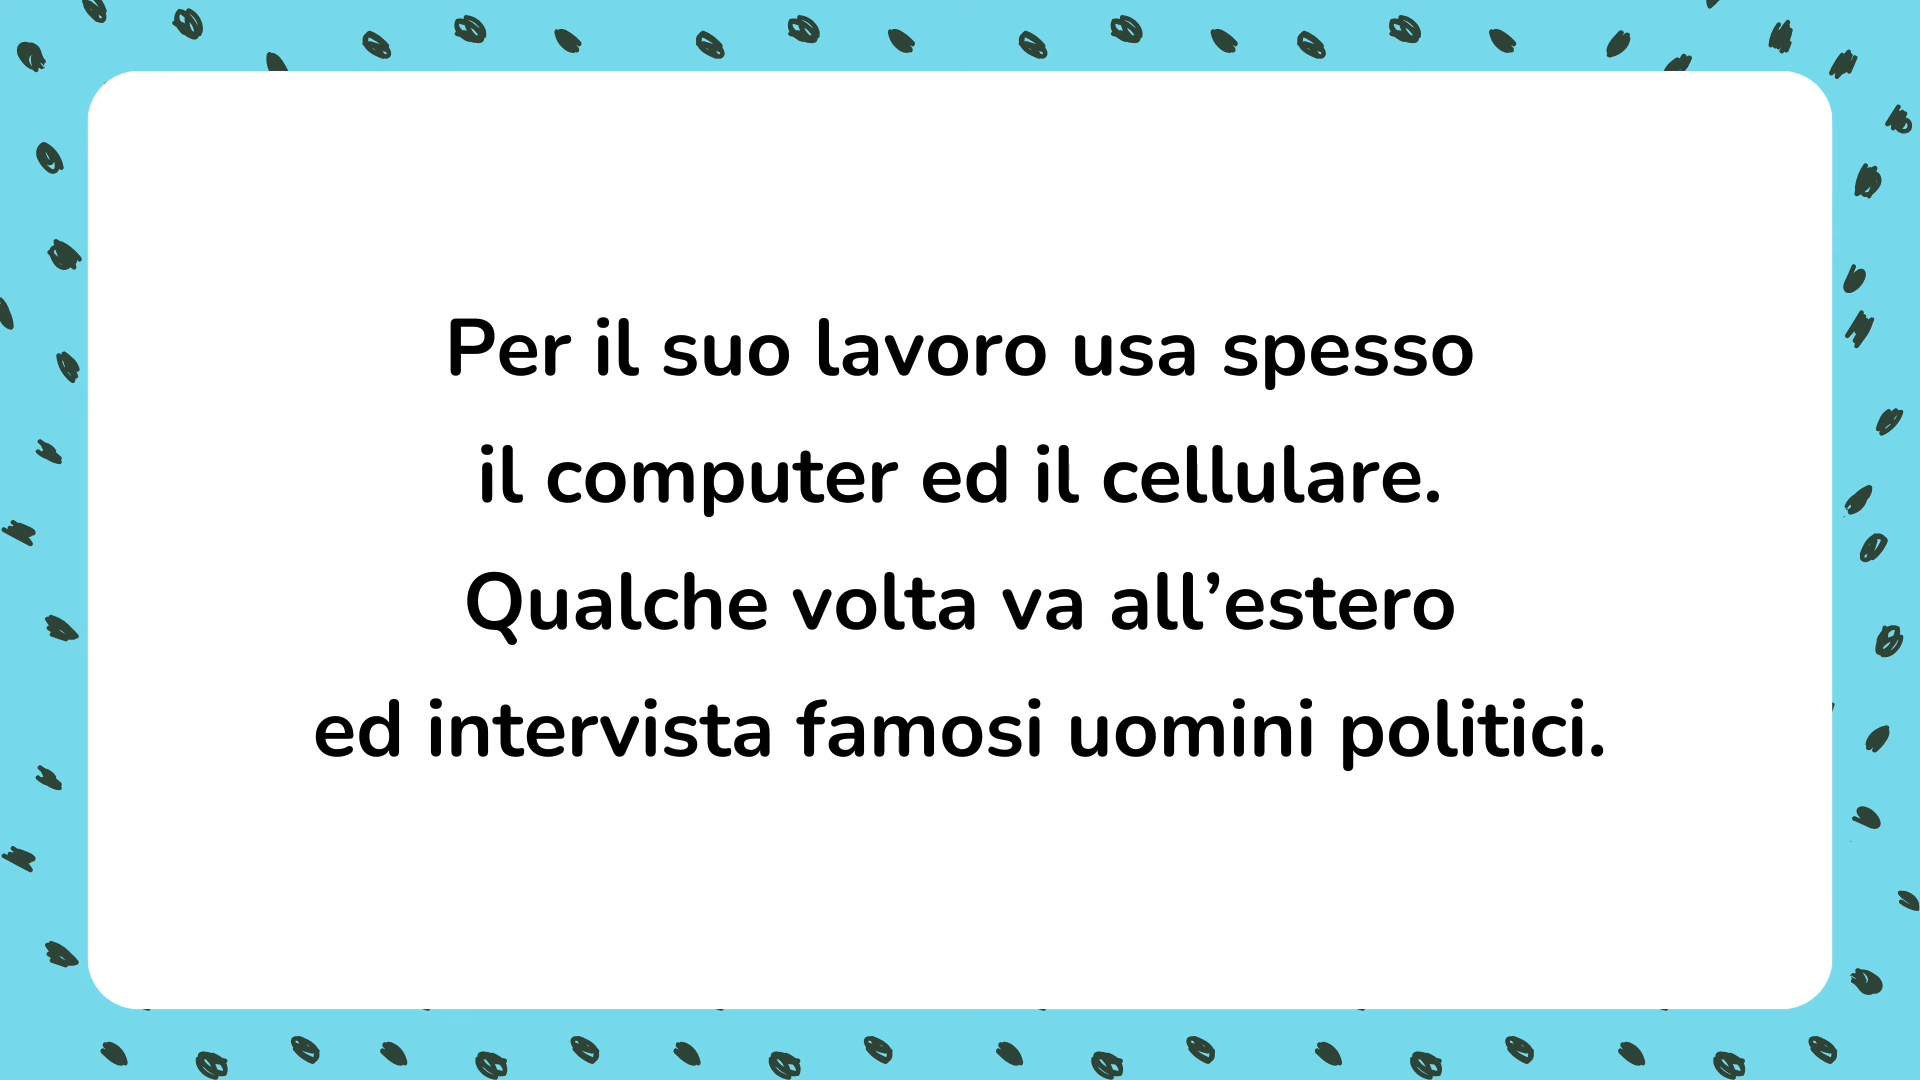 Per il suo lavoro usa spesso
il computer ed il cellulare.
Qualche volta va all’estero
ed intervista famosi uomini politici.